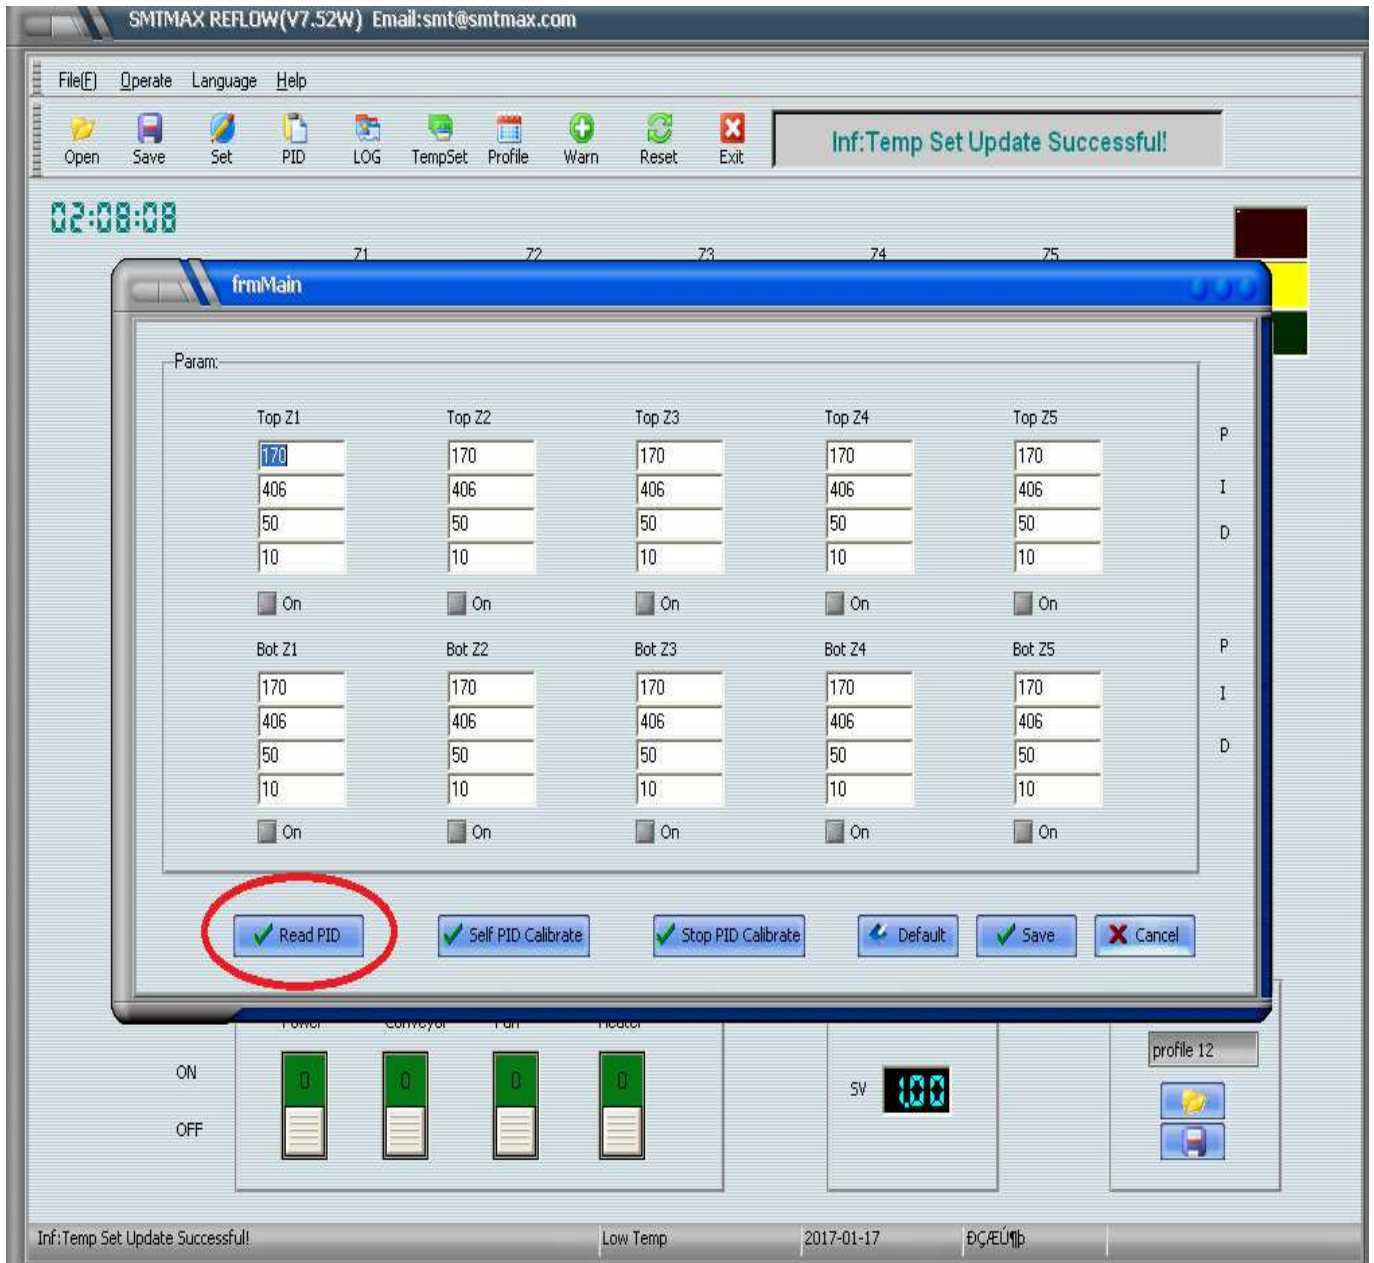 SMTMAX REFLOW(V7.52W) Email:smt@smtmax.com
File(F) Operate Language Help
Open Save Set PID LOG TempSet Profile Warn Reset Exit
Inf:Temp Set Update Successful!
02:08:08
Z1 Z2 Z3 Z4 Z5
frmMain
Param:
Top Z1 Top Z2 Top Z3 Top Z4 Top Z5
P
170 170 170 170 170
406 406 406 406 406
I
50 50 50 50 50
D
10 10 10 10 10
On On On On On
Bot Z1 Bot Z2 Bot Z3 Bot Z4 Bot Z5
P
170 170 170 170 170
I
406 406 406 406 406
50 50 50 50 50
D
10 10 10 10 10
On On On On On
Read PID Self PID Calibrate Stop PID Calibrate Default Save Cancel
Power Conveyor Fan Heater
profile 12
ON
0 0 0 0
SV 1.00
OFF
Inf:Temp Set Update Successful! Low Temp 2017-01-17 ÐÇÆÚ¶þ